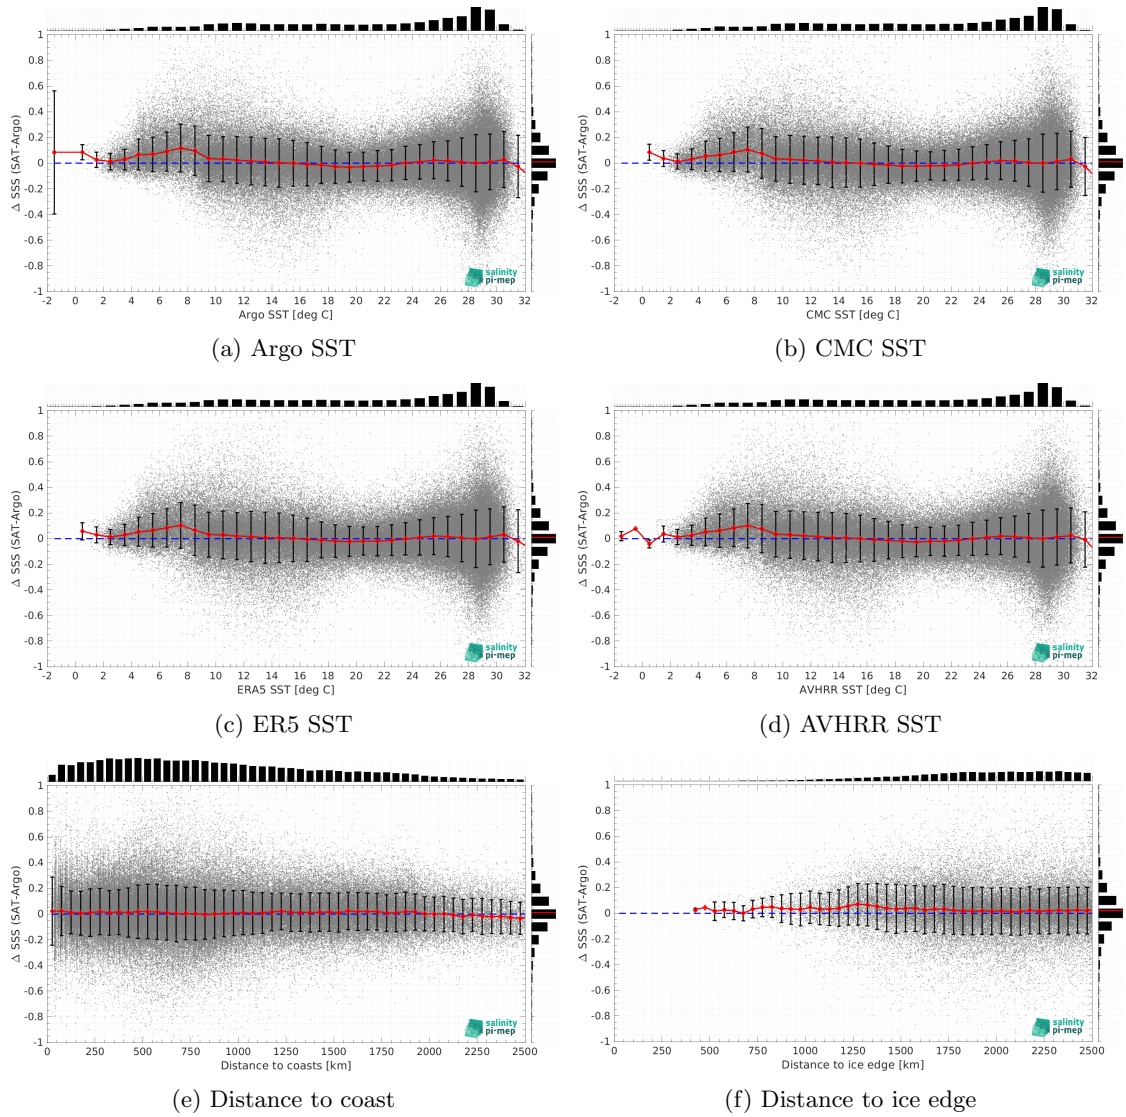 1
0.8
0.6
0.4
0.2
0
-0.2
-0.4
-0.6
-0.8
-1
Δ SSS (SAT-Argo)
-2 0 2 4 6 8 10 12 14 16 18 20 22 24 26 28 30 32
Argo SST [deg C]
salinity
pi-mep
(a) Argo SST
1
0.8
0.6
0.4
0.2
0
-0.2
-0.4
-0.6
-0.8
-1
Δ SSS (SAT-Argo)
-2 0 2 4 6 8 10 12 14 16 18 20 22 24 26 28 30 32
CMC SST [deg C]
salinity
pi-mep
(b) CMC SST
1
0.8
0.6
0.4
0.2
0
-0.2
-0.4
-0.6
-0.8
-1
Δ SSS (SAT-Argo)
-2 0 2 4 6 8 10 12 14 16 18 20 22 24 26 28 30 32
ERA5 SST [deg C]
salinity
pi-mep
(c) ER5 SST
1
0.8
0.6
0.4
0.2
0
-0.2
-0.4
-0.6
-0.8
-1
Δ SSS (SAT-Argo)
-2 0 2 4 6 8 10 12 14 16 18 20 22 24 26 28 30 32
AVHRR SST [deg C]
salinity
pi-mep
(d) AVHRR SST
1
0.8
0.6
0.4
0.2
0
-0.2
-0.4
-0.6
-0.8
-1
Δ SSS (SAT-Argo)
0 250 500 750 1000 1250 1500 1750 2000 2250 2500
Distance to coasts [km]
salinity
pi-mep
(e) Distance to coast
1
0.8
0.6
0.4
0.2
0
-0.2
-0.4
-0.6
-0.8
-1
Δ SSS (SAT-Argo)
0 250 500 750 1000 1250 1500 1750 2000 2250 2500
Distance to ice edge [km]
salinity
pi-mep
(f) Distance to ice edge